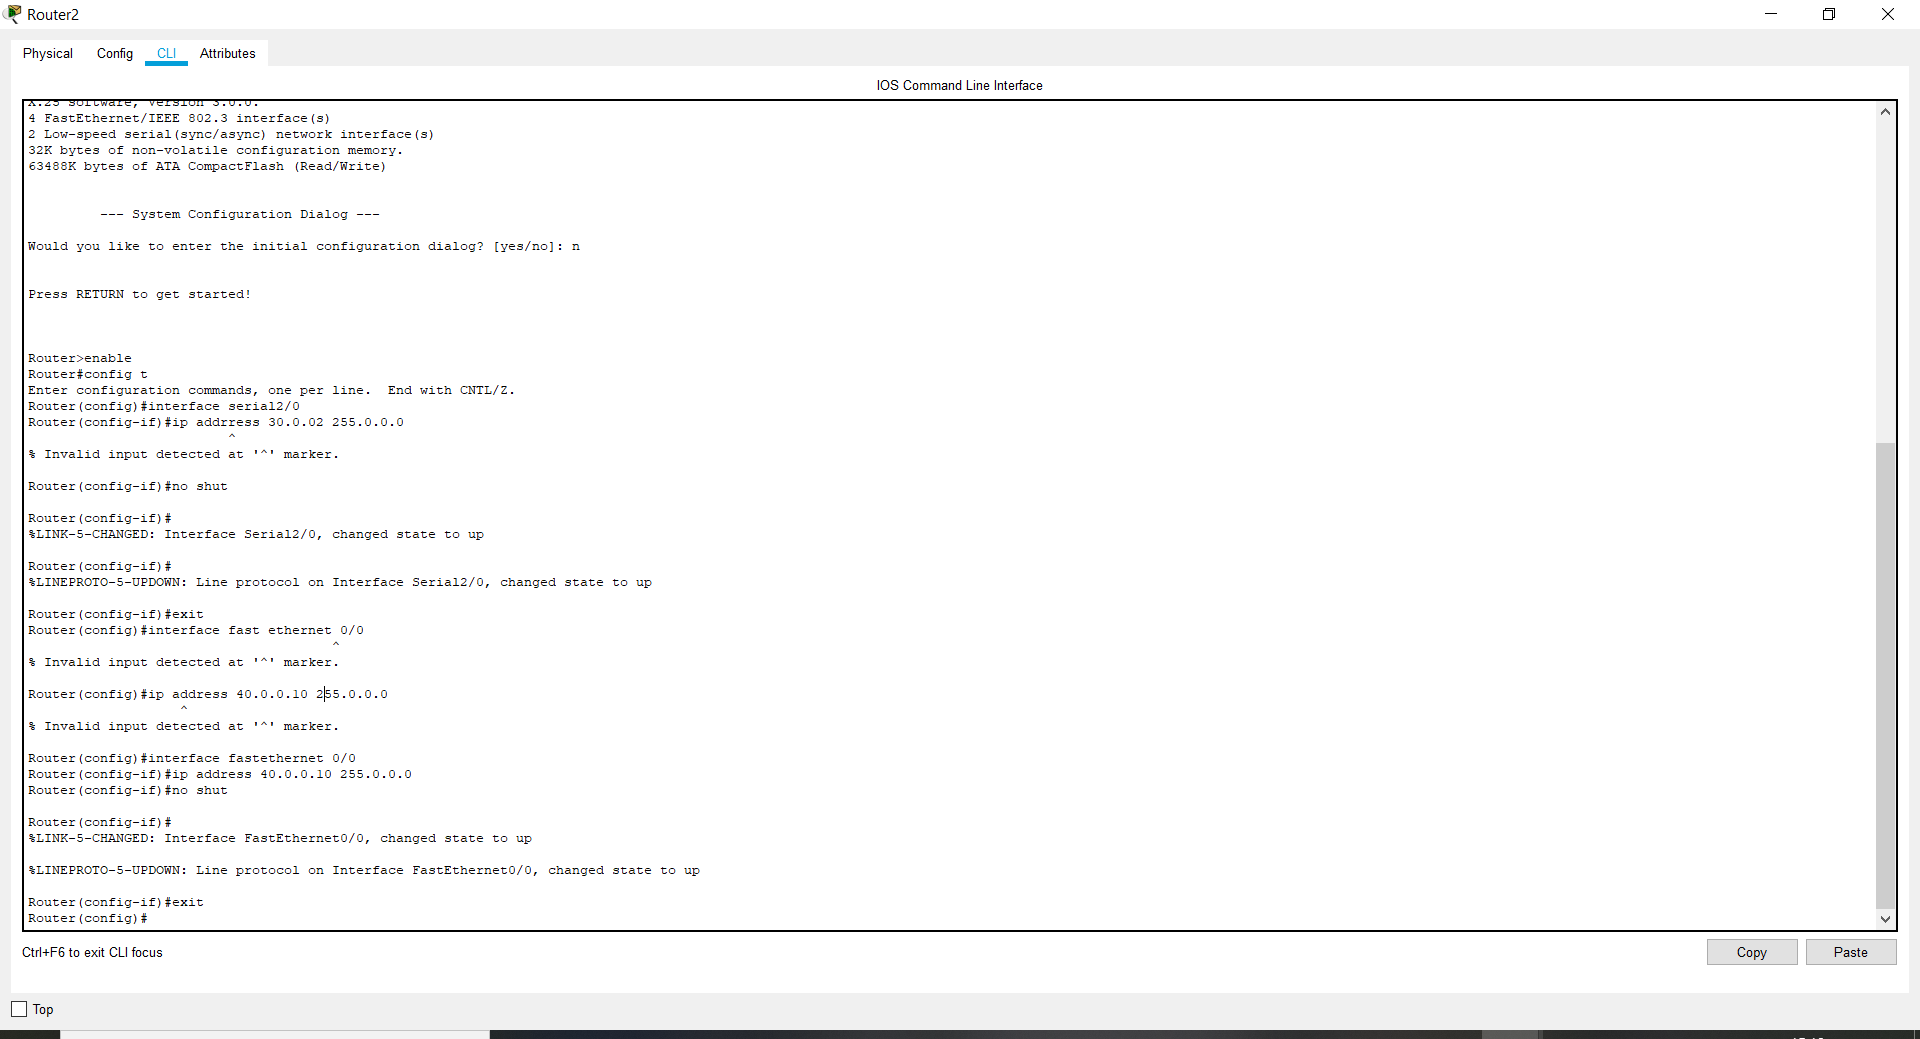 Router2
Physical Config CLI Attributes
IOS Command Line Interface
X.25 software, Version 3.0.0.
4 FastEthernet/IEEE 802.3 interface(s)
2 Low-speed serial(sync/async) network interface(s)
32K bytes of non-volatile configuration memory.
63488K bytes of ATA CompactFlash (Read/Write)
--- System Configuration Dialog ---
Would you like to enter the initial configuration dialog? [yes/no]: n
Press RETURN to get started!
Router>enable
Router#config t
Enter configuration commands, one per line.  End with CNTL/Z.
Router(config)#interface serial2/0
Router(config-if)#ip addrress 30.0.02 255.0.0.0
^
% Invalid input detected at '^' marker.
Router(config-if)#no shut
Router(config-if)#
%LINK-5-CHANGED: Interface Serial2/0, changed state to up
Router(config-if)#
%LINEPROTO-5-UPDOWN: Line protocol on Interface Serial2/0, changed state to up
Router(config-if)#exit
Router(config)#interface fast ethernet 0/0
^
% Invalid input detected at '^' marker.
Router(config)#ip address 40.0.0.10 255.0.0.0
^
% Invalid input detected at '^' marker.
Router(config)#interface fastethernet 0/0
Router(config-if)#ip address 40.0.0.10 255.0.0.0
Router(config-if)#no shut
Router(config-if)#
%LINK-5-CHANGED: Interface FastEthernet0/0, changed state to up
%LINEPROTO-5-UPDOWN: Line protocol on Interface FastEthernet0/0, changed state to up
Router(config-if)#exit
Router(config)#
Ctrl+F6 to exit CLI focus
Copy Paste
Top